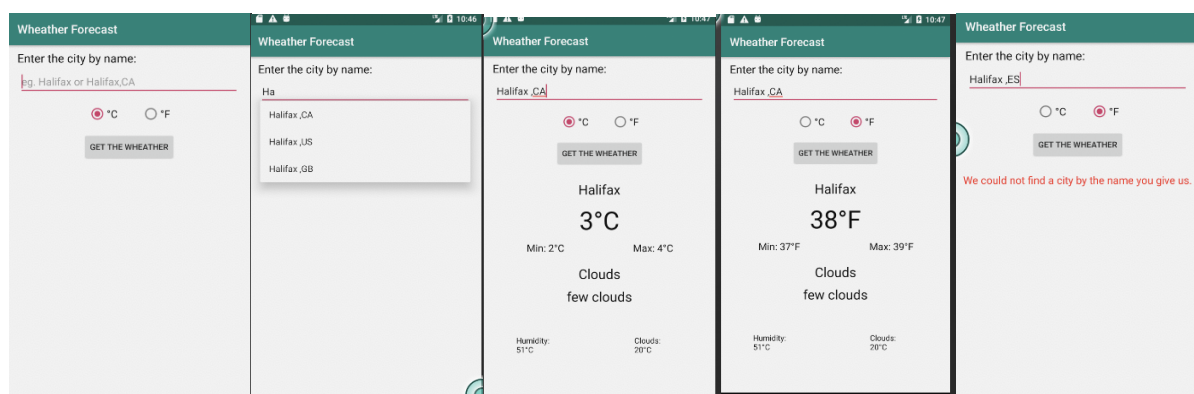 Wheather Forecast
Enter the city by name:
eg. Halifax or Halifax,CA
°C °F
GET THE WHEATHER
10:46
Wheather Forecast
Enter the city by name:
Ha
Halifax ,CA
Halifax ,US
Halifax ,GB
10:47
Wheather Forecast
Enter the city by name:
Halifax ,CA
°C °F
GET THE WHEATHER
Halifax
3°C
Min: 2°C Max: 4°C
Clouds
few clouds
Humidity: Clouds:
51°C 20°C
10:47
Wheather Forecast
Enter the city by name:
Halifax ,CA
°C °F
GET THE WHEATHER
Halifax
38°F
Min: 37°F Max: 39°F
Clouds
few clouds
Humidity: Clouds:
51°C 20°C
Wheather Forecast
Enter the city by name:
Halifax ,ES
°C °F
GET THE WHEATHER
We could not find a city by the name you give us.